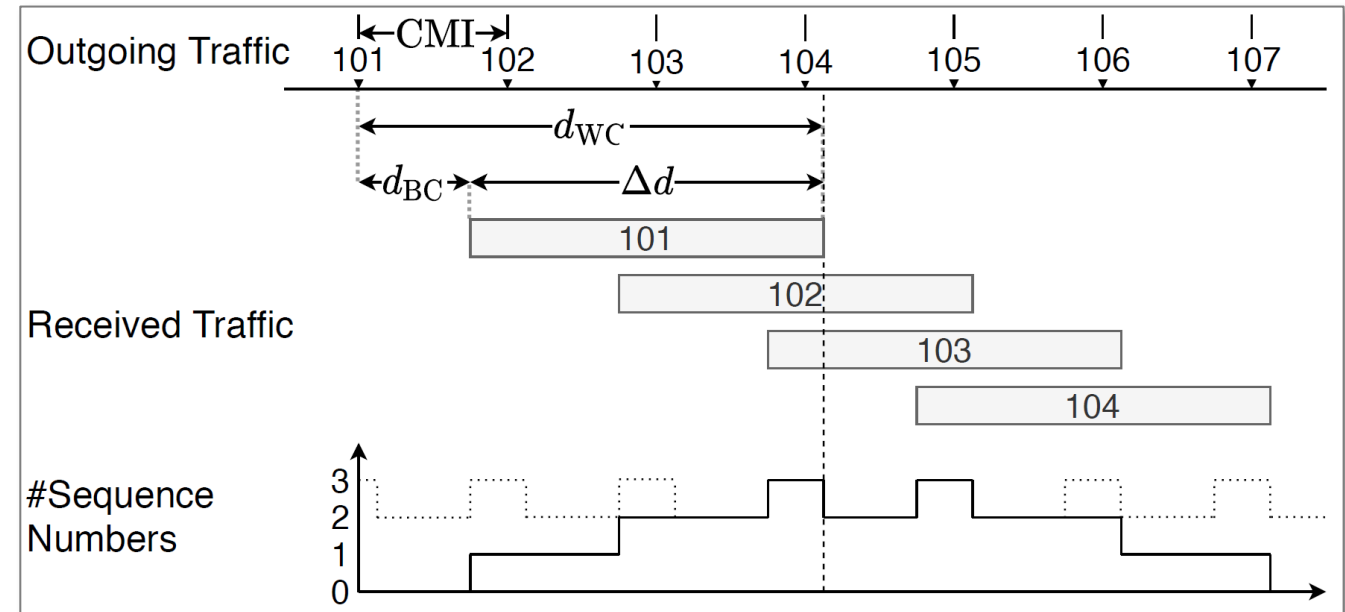 Outgoing Traffic
CMI
101 102 103 104 105 106 107
dWC
dBC Δd
101
102
Received Traffic
103
104
#Sequence
Numbers
3
2
1
0